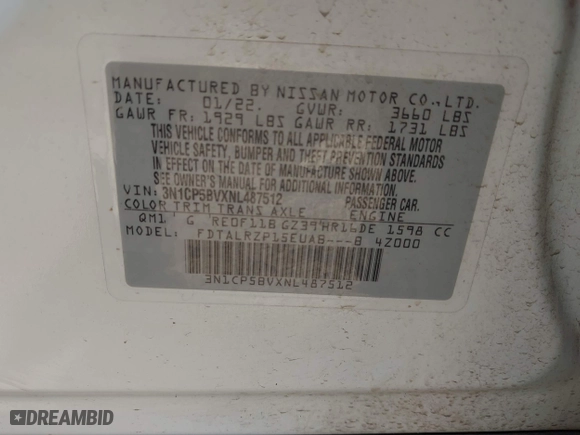 MANUFACTURED BY NISSAN MOTOR CO., LTD.
DATE: 01/22. GVWR: 3660 LBS
GAWR FR: 1929 LBS GAWR RR: 1731 LBS
THIS VEHICLE CONFORMS TO ALL APPLICABLE FEDERAL MOTOR
VEHICLE SAFETY, BUMPER AND THEFT PREVENTION STANDARDS
IN EFFECT ON THE DATE OF MANUFACTURE SHOWN ABOVE.
SEE OWNER'S MANUAL FOR ADDITIONAL INFORMATION
VIN: 3N1CP5BVXNL487512 PASSENGER CAR.
COLOR TRIM TRANS AXLE ENGINE
QM1 G RE0F11B GZ39 HR16DE 1598 CC
MODEL: FDTALRZP15EUAB---B 4Z000
3N1CP5BVXNL487512
DREAMBID